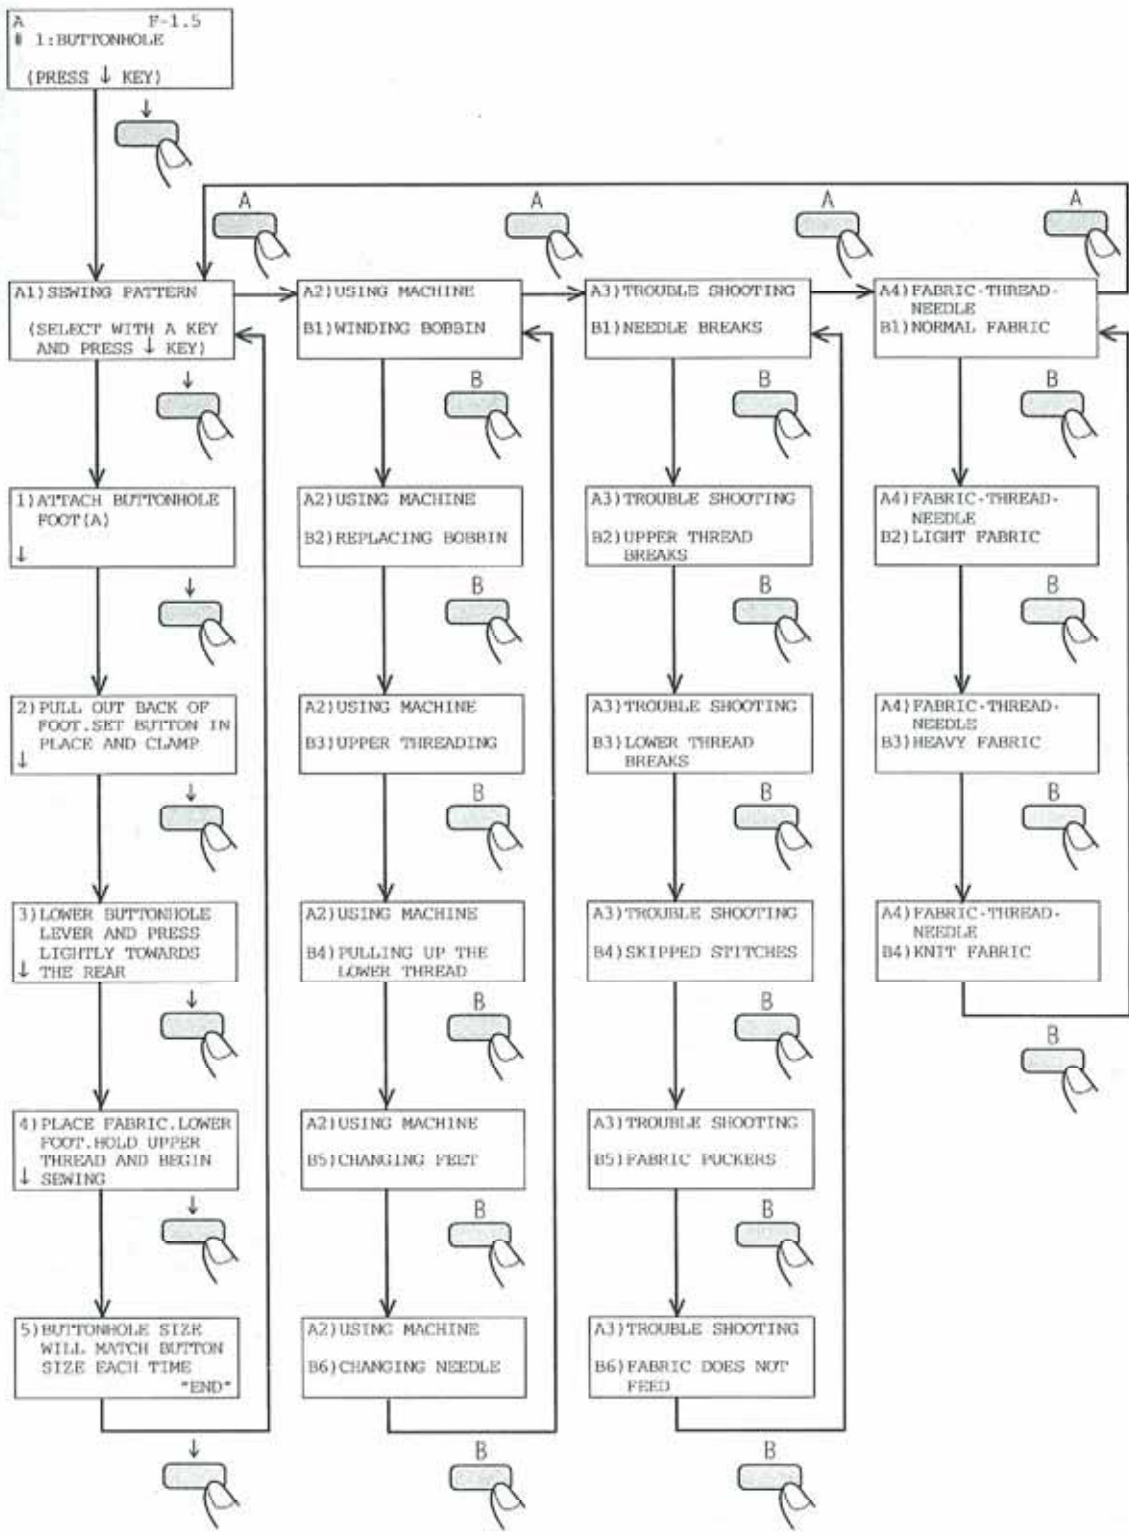 A F-1.5
# 1:BUTTONHOLE
(PRESS ↓ KEY)
↓
A
A
A
A
A1)SEWING PATTERN
(SELECT WITH A KEY
AND PRESS ↓ KEY)
↓
1)ATTACH BUTTONHOLE
FOOT(A)
↓
↓
2)PULL OUT BACK OF
FOOT.SET BUTTON IN
PLACE AND CLAMP
↓
↓
3)LOWER BUTTONHOLE
LEVER AND PRESS
LIGHTLY TOWARDS
↓ THE REAR
↓
4)PLACE FABRIC.LOWER
FOOT.HOLD UPPER
THREAD AND BEGIN
↓ SEWING
↓
5)BUTTONHOLE SIZE
WILL MATCH BUTTON
SIZE EACH TIME
"END"
↓
A2)USING MACHINE
B1)WINDING BOBBIN
B
A2)USING MACHINE
B2)REPLACING BOBBIN
B
A2)USING MACHINE
B3)UPPER THREADING
B
A2)USING MACHINE
B4)PULLING UP THE
LOWER THREAD
B
A2)USING MACHINE
B5)CHANGING FEET
B
A2)USING MACHINE
B6)CHANGING NEEDLE
B
A3)TROUBLE SHOOTING
B1)NEEDLE BREAKS
B
A3)TROUBLE SHOOTING
B2)UPPER THREAD
BREAKS
B
A3)TROUBLE SHOOTING
B3)LOWER THREAD
BREAKS
B
A3)TROUBLE SHOOTING
B4)SKIPPED STITCHES
B
A3)TROUBLE SHOOTING
B5)FABRIC PUCKERS
B
A3)TROUBLE SHOOTING
B6)FABRIC DOES NOT
FEED
B
A4)FABRIC·THREAD·
NEEDLE
B1)NORMAL FABRIC
B
A4)FABRIC·THREAD·
NEEDLE
B2)LIGHT FABRIC
B
A4)FABRIC·THREAD·
NEEDLE
B3)HEAVY FABRIC
B
A4)FABRIC·THREAD·
NEEDLE
B4)KNIT FABRIC
B